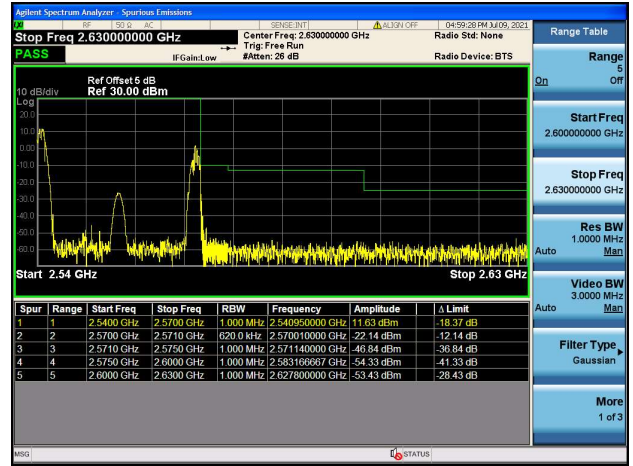 Agilent Spectrum Analyzer - Spurious Emissions
RF 50 Ω AC SENSE:INT ALIGN OFF 04:59:28 PM Jul 09, 2021
Stop Freq 2.630000000 GHz
Center Freq: 2.630000000 GHz
Radio Std: None
Trig: Free Run
PASS
IFGain:Low
#Atten: 26 dB
Radio Device: BTS
Ref Offset 5 dB
10 dB/div Ref 30.00 dBm
Log
20.0
10.0
0.00
-10.0
-20.0
-30.0
-40.0
-50.0
-60.0
Start 2.54 GHz Stop 2.63 GHz
Spur Range Start Freq Stop Freq RBW Frequency Amplitude Δ Limit
1 1 2.5400 GHz 2.5700 GHz 1.000 MHz 2.540950000 GHz 11.63 dBm -18.37 dB
2 2 2.5700 GHz 2.5710 GHz 620.0 kHz 2.570010000 GHz -22.14 dBm -12.14 dB
3 3 2.5710 GHz 2.5750 GHz 1.000 MHz 2.571140000 GHz -46.84 dBm -36.84 dB
4 4 2.5750 GHz 2.6000 GHz 1.000 MHz 2.583166667 GHz -54.33 dBm -41.33 dB
5 5 2.6000 GHz 2.6300 GHz 1.000 MHz 2.627800000 GHz -53.43 dBm -28.43 dB
MSG STATUS
Range Table
Range
5
On Off
Start Freq
2.600000000 GHz
Stop Freq
2.630000000 GHz
Res BW
1.0000 MHz
Auto Man
Video BW
3.0000 MHz
Auto Man
Filter Type
Gaussian
More
1 of 3